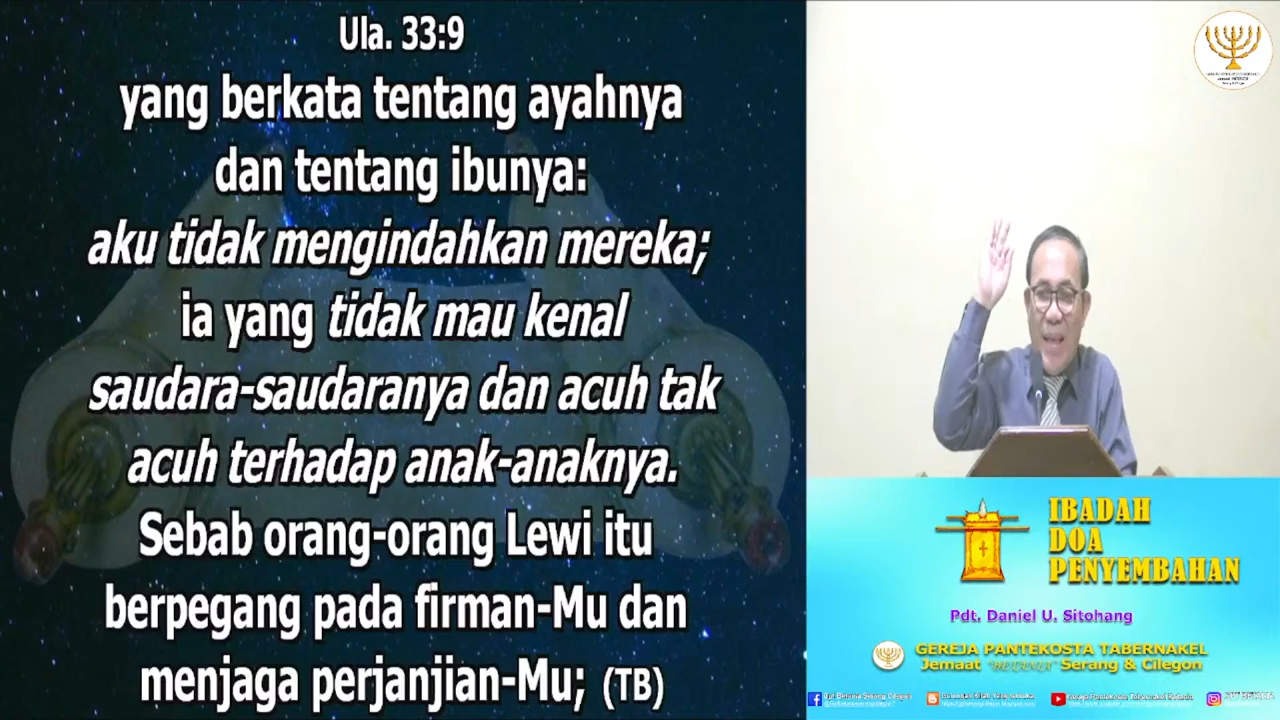 Ula. 33:9
yang berkata tentang ayahnya
dan tentang ibunya:
aku tidak mengindahkan mereka;
ia yang tidak mau kenal
saudara-saudaranya dan acuh tak
acuh terhadap anak-anaknya.
Sebab orang-orang Lewi itu
berpegang pada firman-Mu dan
menjaga perjanjian-Mu; (TB)
IBADAH
DOA
PENYEMBAHAN
Pdt. Daniel U. Sitohang
GEREJA PANTEKOSTA TABERNAKEL
Jemaat "BETANIA" Serang & Cilegon